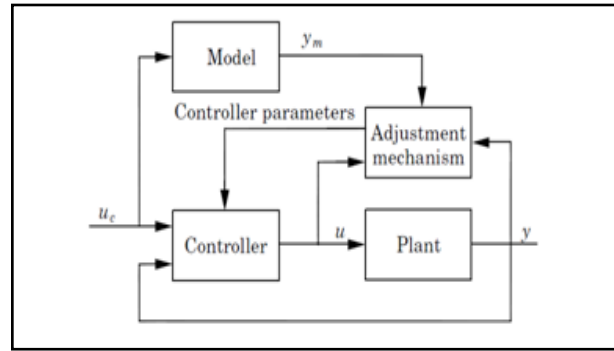 Model
y_m
Controller parameters
Adjustment
mechanism
u_c
Controller
u
Plant
y